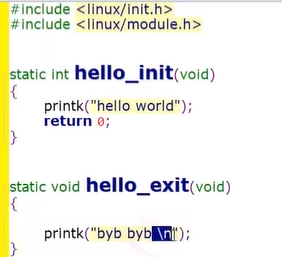 #include <linux/init.h>
#include <linux/module.h>
static int hello_init(void)
{
printk("hello world");
return 0;
}
static void hello_exit(void)
{
printk("byb byb \n");
}